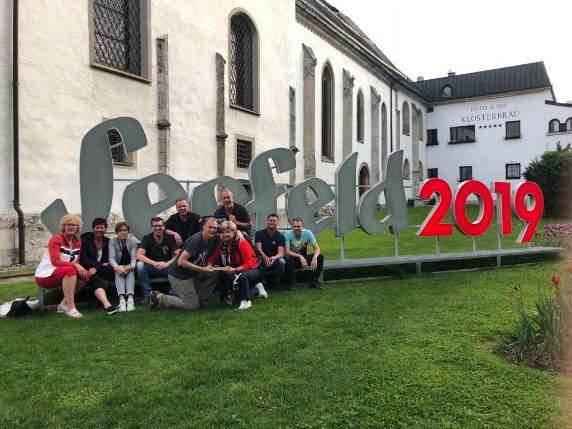 HOTEL & SPA
KLOSTERBRÄU
★★★★★
Seefeld 2019